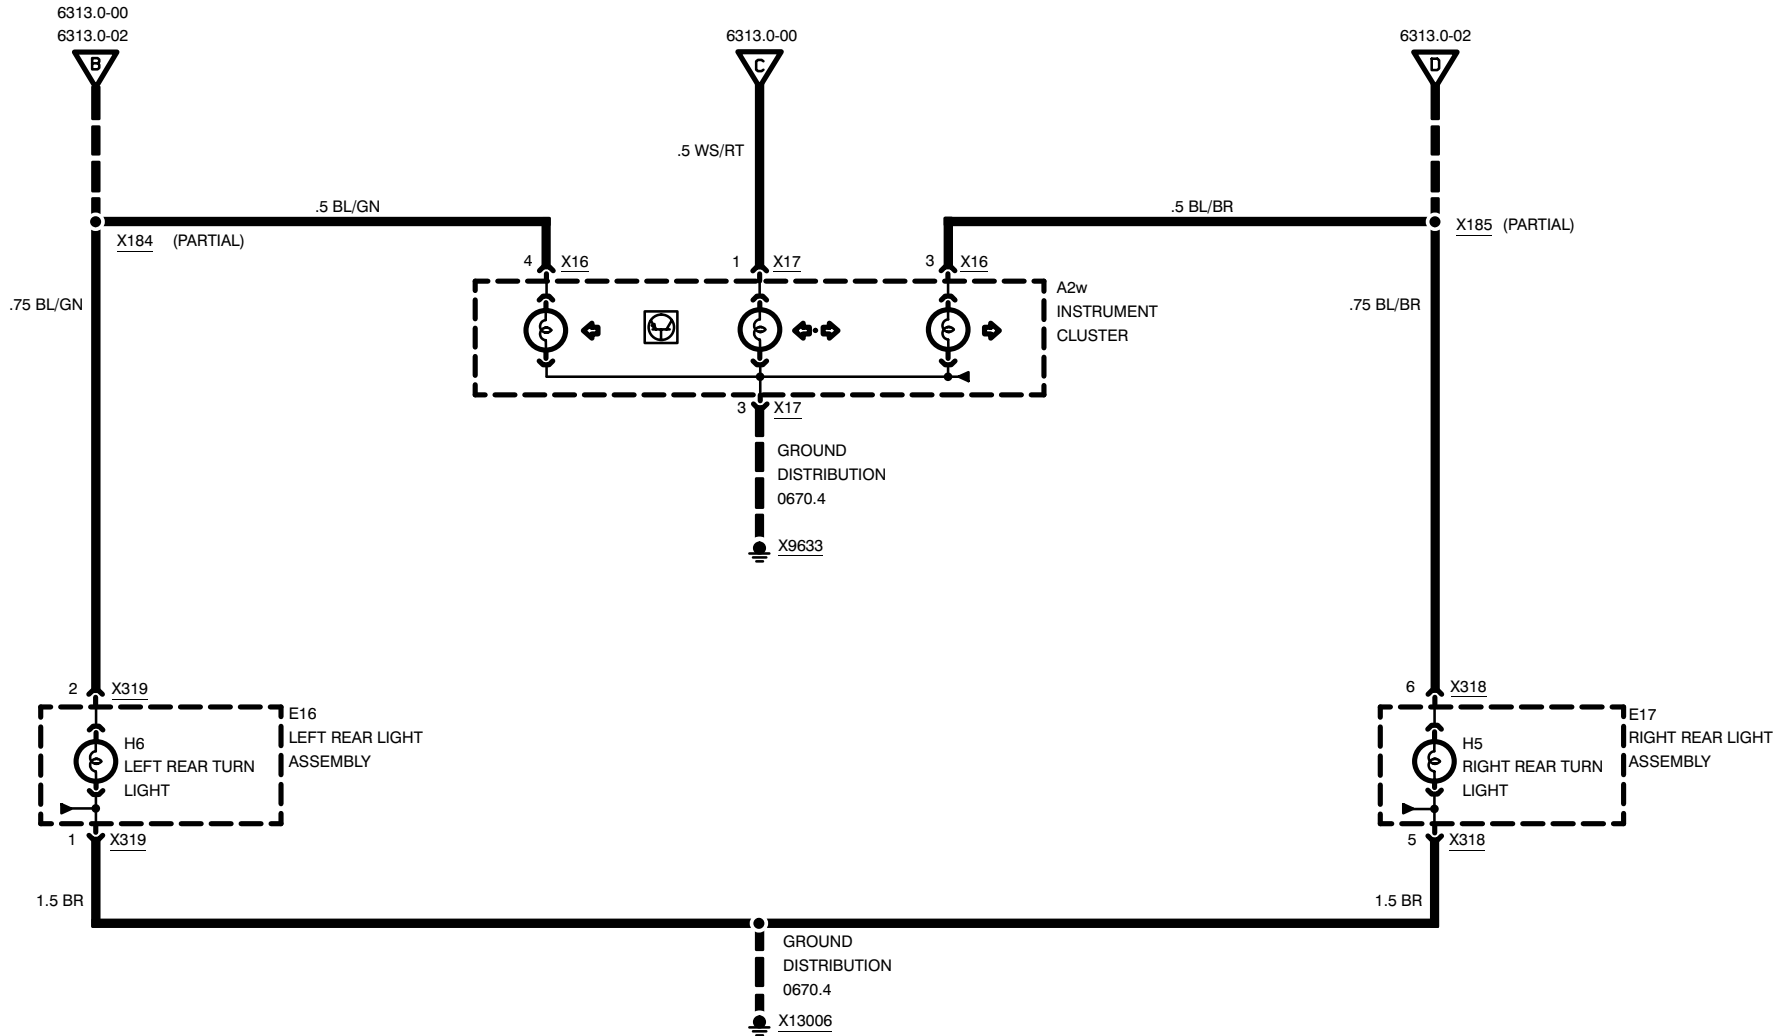 6313.0-00
6313.0-02
6313.0-00
6313.0-02
B
C
D
.5 WS/RT
.5 BL/GN
.5 BL/BR
X184 (PARTIAL)
X185 (PARTIAL)
4 X16
1 X17
3 X16
.75 BL/GN
.75 BL/BR
A2w
INSTRUMENT
CLUSTER
3 X17
GROUND
DISTRIBUTION
0670.4
X9633
2 X319
6 X318
E16
LEFT REAR LIGHT
ASSEMBLY
H6
LEFT REAR TURN
LIGHT
E17
RIGHT REAR LIGHT
ASSEMBLY
H5
RIGHT REAR TURN
LIGHT
1 X319
5 X318
1.5 BR
1.5 BR
GROUND
DISTRIBUTION
0670.4
X13006